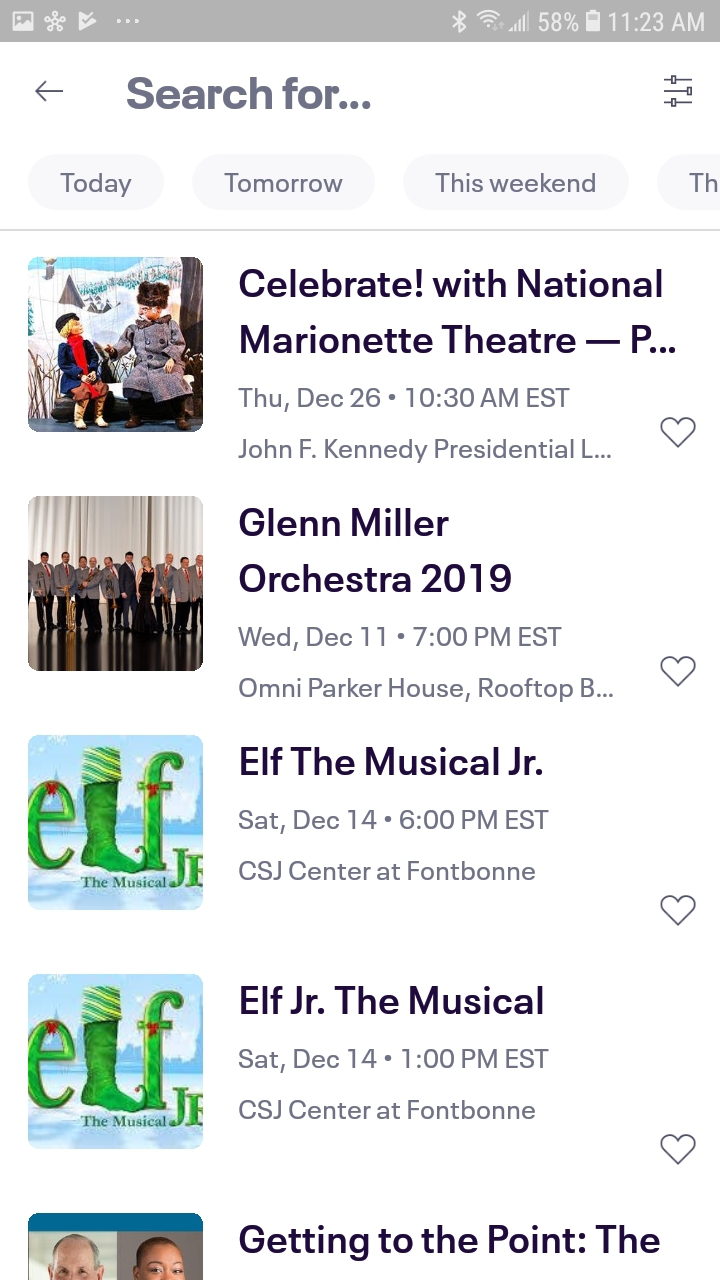 58% 11:23 AM
Search for...
Today Tomorrow This weekend Th
Celebrate! with National
Marionette Theatre — P...
Thu, Dec 26 • 10:30 AM EST
John F. Kennedy Presidential L...
Glenn Miller
Orchestra 2019
Wed, Dec 11 • 7:00 PM EST
Omni Parker House, Rooftop B...
elf
The Musical JR
Elf The Musical Jr.
Sat, Dec 14 • 6:00 PM EST
CSJ Center at Fontbonne
elf
The Musical JR
Elf Jr. The Musical
Sat, Dec 14 • 1:00 PM EST
CSJ Center at Fontbonne
Getting to the Point: The